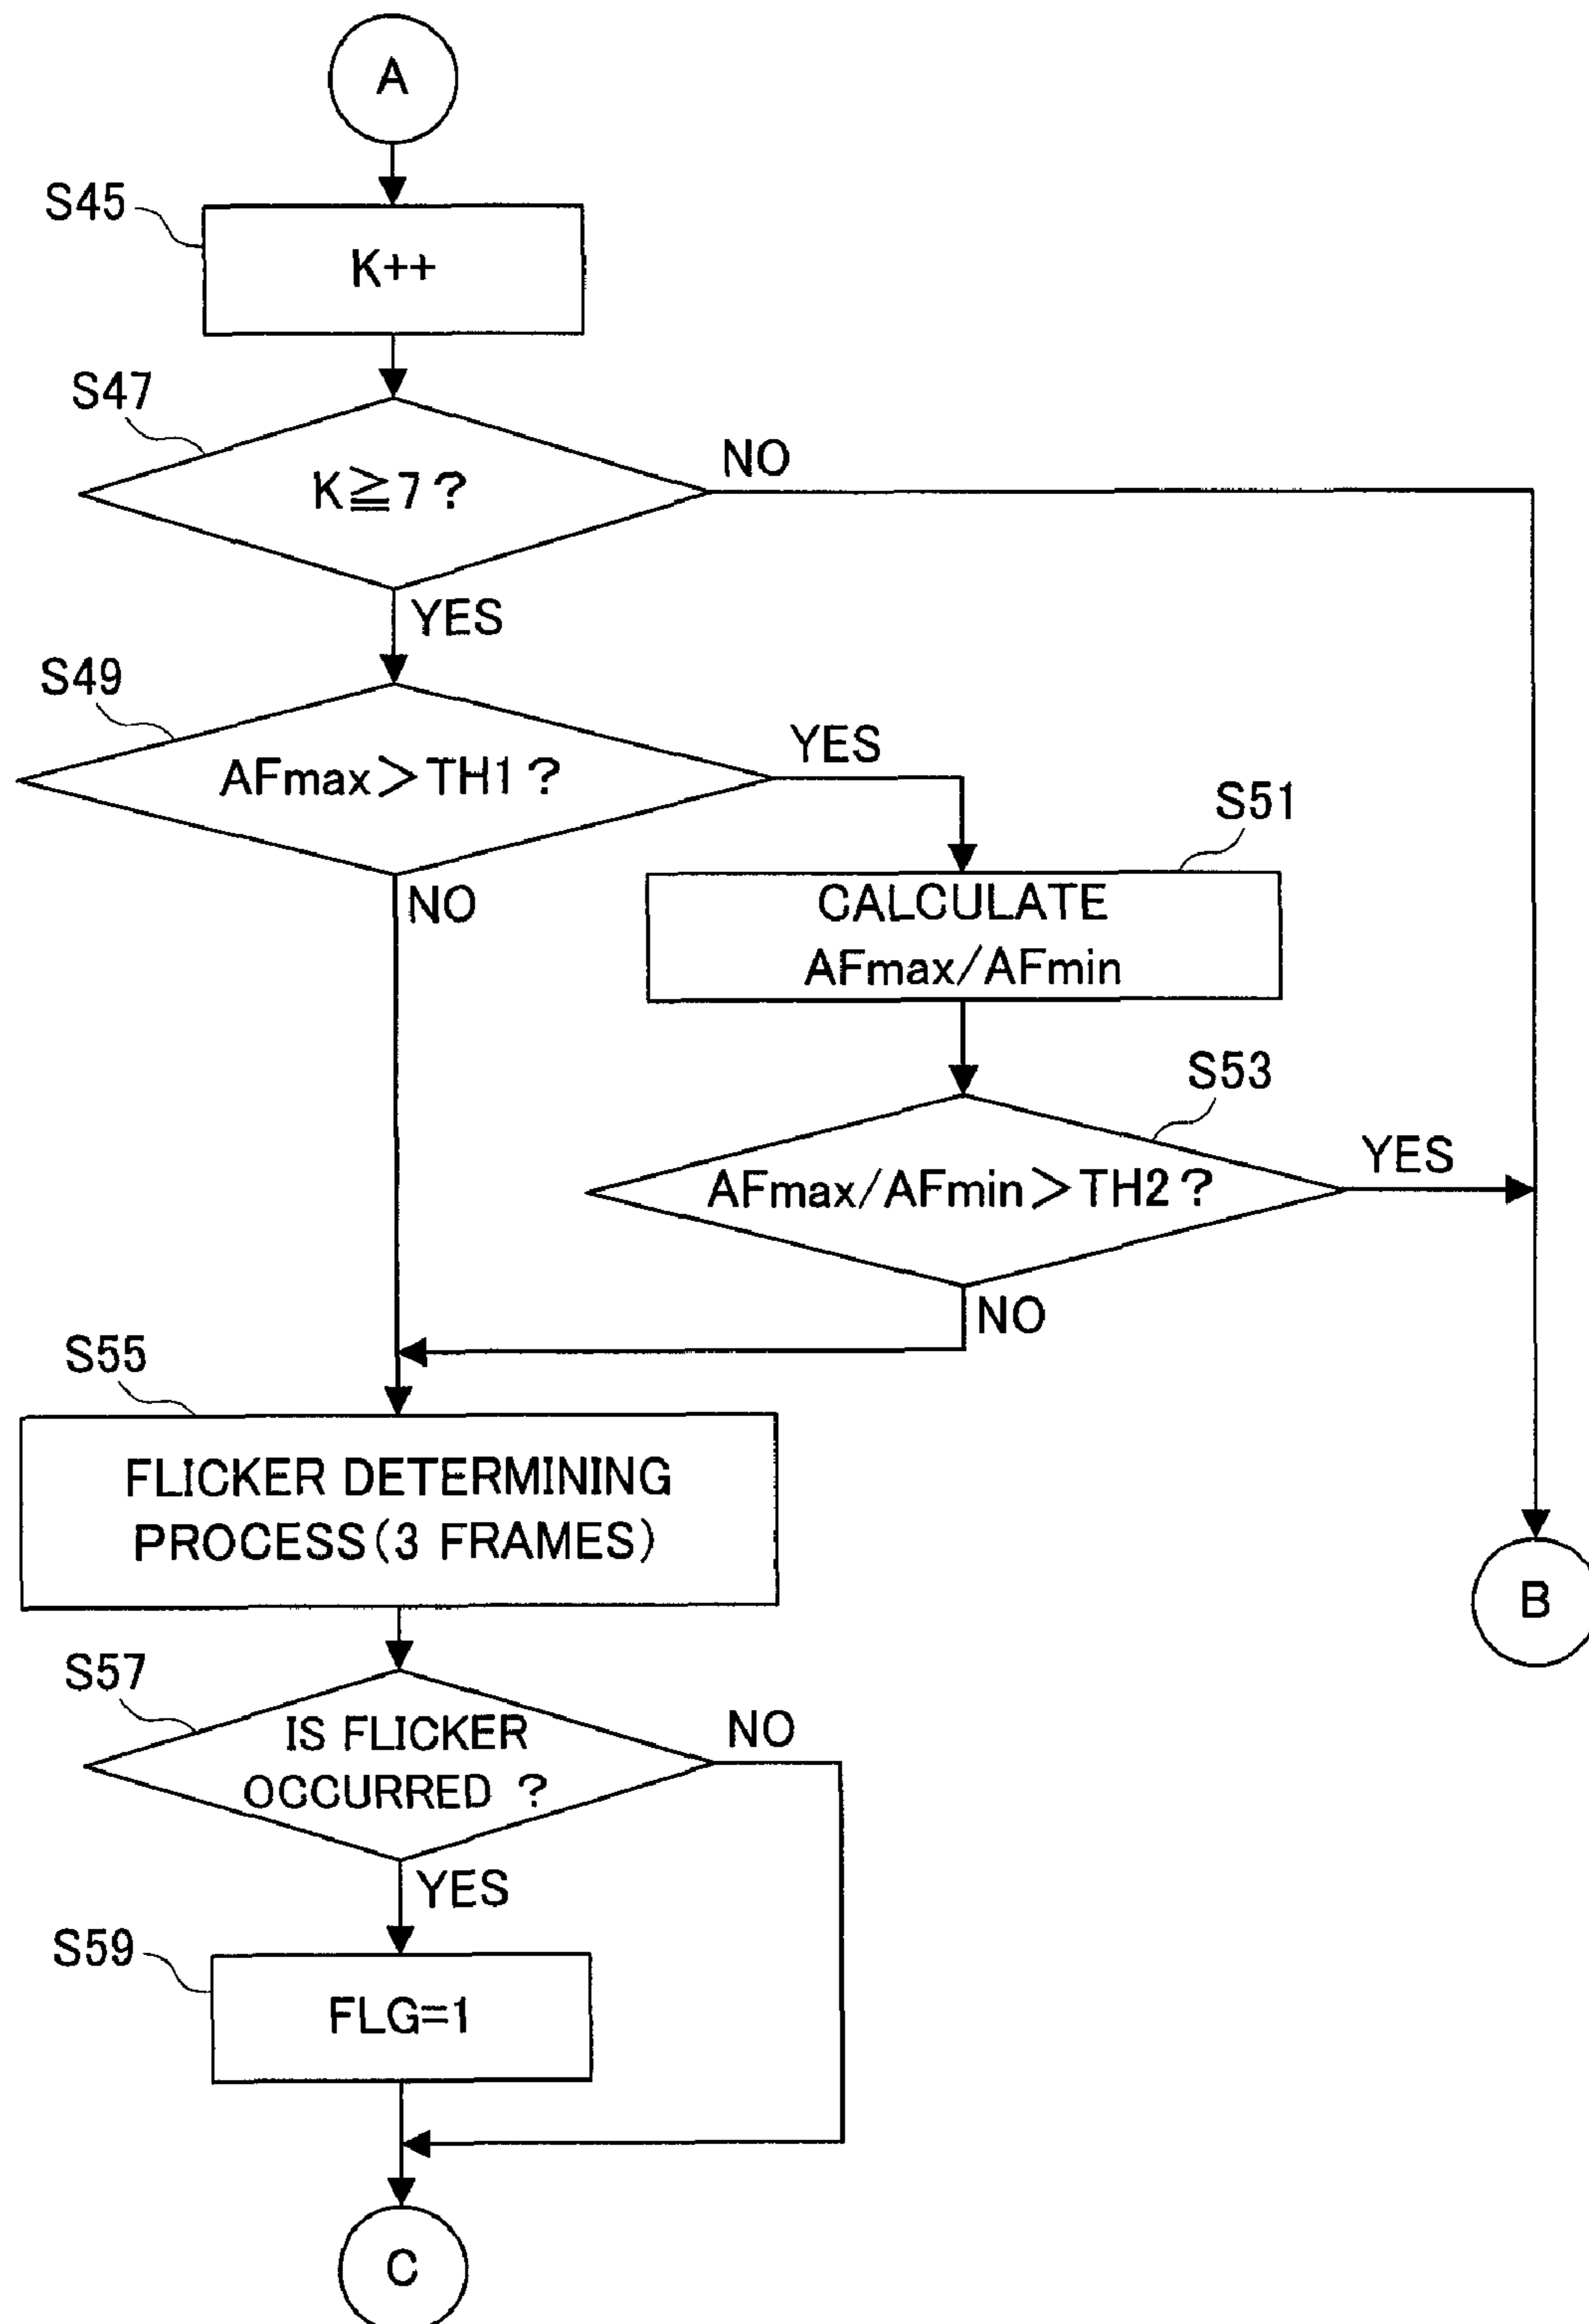 A
S45
K++
S47
K≧7?
NO
YES
S49
AFmax>TH1?
YES
NO
S51
CALCULATE
AFmax/AFmin
S53
AFmax/AFmin>TH2?
YES
NO
S55
FLICKER DETERMINING
PROCESS(3 FRAMES)
B
S57
IS FLICKER
OCCURRED ?
NO
YES
S59
FLG=1
C